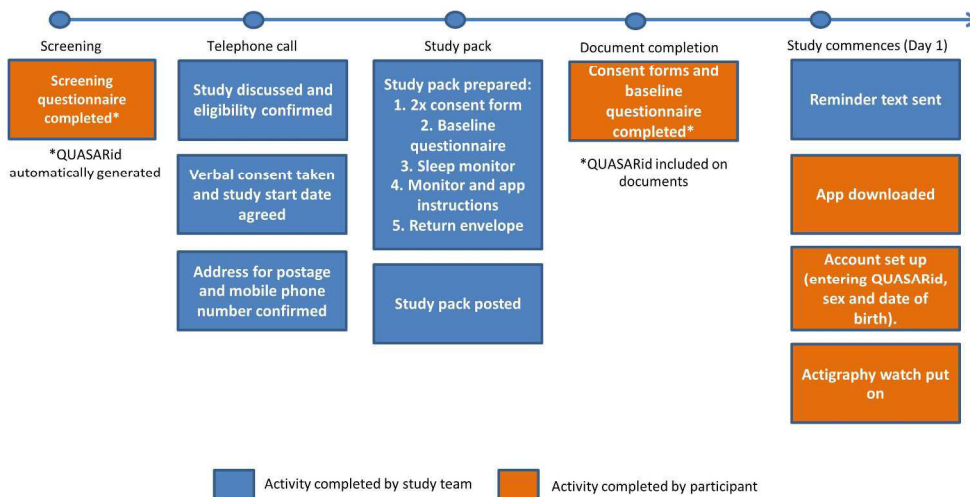 Screening
Screening
questionnaire
completed*
*QUASARid
automatically generated
Telephone call
Study discussed and
eligibility confirmed
Verbal consent taken
and study start date
agreed
Address for postage
and mobile phone
number confirmed
Study pack
Study pack prepared:
1. 2x consent form
2. Baseline
questionnaire
3. Sleep monitor
4. Monitor and app
instructions
5. Return envelope
Study pack posted
Document completion
Consent forms and
baseline
questionnaire
completed*
*QUASARid included on
documents
Study commences (Day 1)
Reminder text sent
App downloaded
Account set up
(entering QUASARid,
sex and date of
birth).
Actigraphy watch put
on
Activity completed by study team
Activity completed by participant